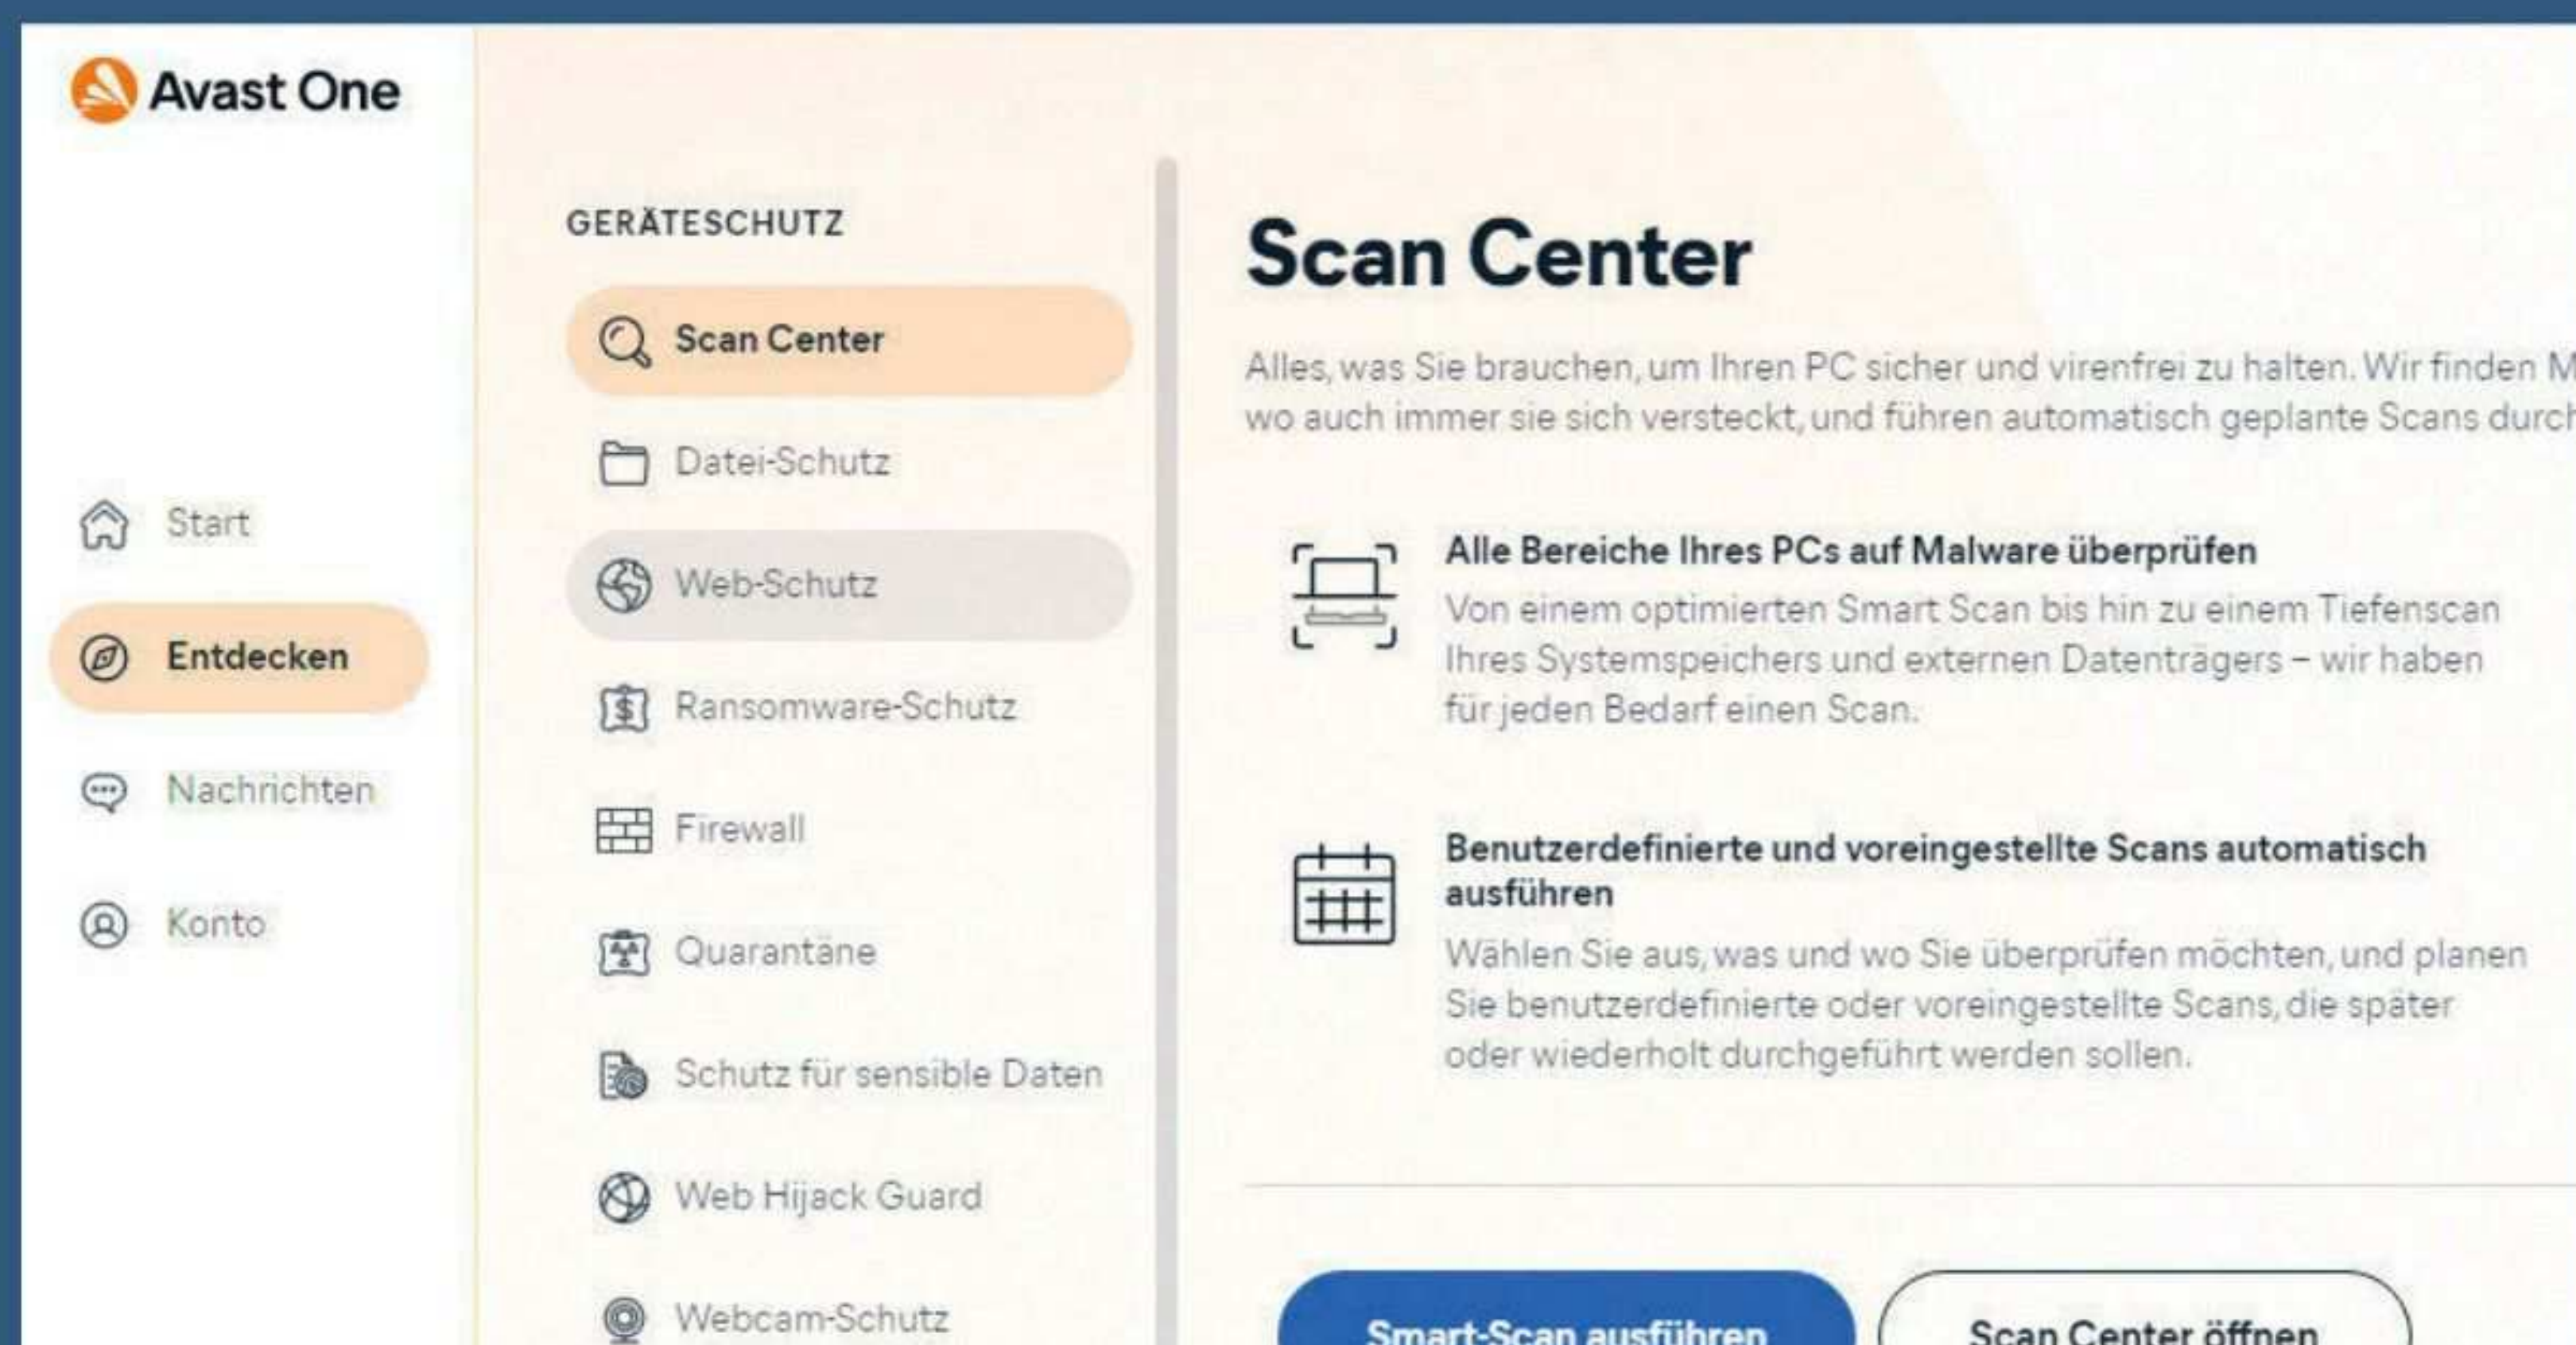 Avast One
Start
Entdecken
Nachrichten
Konto
GERÄTESCHUTZ
Scan Center
Datei-Schutz
Web-Schutz
Ransomware-Schutz
Firewall
Quarantäne
Schutz für sensible Daten
Web Hijack Guard
Webcam-Schutz
Scan Center
Alles, was Sie brauchen, um Ihren PC sicher und virenfrei zu halten. Wir finden
wo auch immer sie sich versteckt, und führen automatisch geplante Scans durch
Alle Bereiche Ihres PCs auf Malware überprüfen
Von einem optimierten Smart Scan bis hin zu einem Tiefenscan
Ihres Systemspeichers und externen Datenträgers – wir haben
für jeden Bedarf einen Scan.
Benutzerdefinierte und voreingestellte Scans automatisch
ausführen
Wählen Sie aus, was und wo Sie überprüfen möchten, und planen
Sie benutzerdefinierte oder voreingestellte Scans, die später
oder wiederholt durchgeführt werden sollen.
Smart-Scan ausführen
Scan Center öffnen